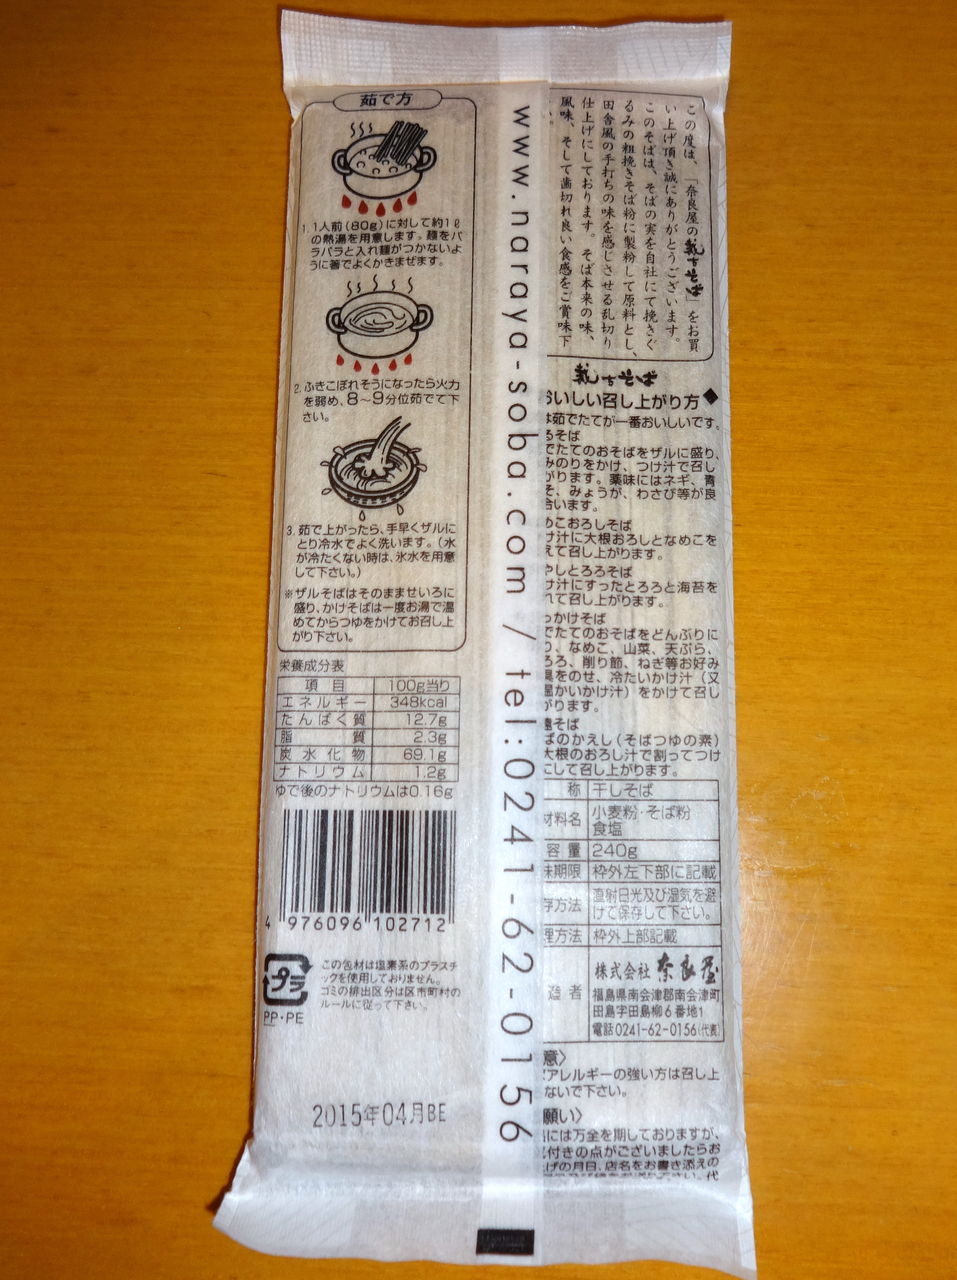 茹で方
1. 1人前(80g)に対して約1ℓ
の熱湯を用意します。麺をバ
ラバラと入れ麺がつかないよ
うに箸でよくかきまぜます。
2. ふきこぼれそうになったら火力
を弱め、8〜9分位茹でて下
さい。
3. 茹で上がったら、手早くザルに
とり冷水でよく洗います。(水
が冷たくない時は、氷水を用意
して下さい。)
※ザルそばはそのまませいろに
盛り、かけそばは一度お湯で温
めてからつゆをかけてお召し上
がり下さい。
栄養成分表
項目 100g当り
エネルギー 348kcal
たんぱく質 12.7g
脂質 2.3g
炭水化物 69.1g
ナトリウム 1.2g
ゆで後のナトリウムは0.16g
4 976096 102712
プラ
PP・PE
この包材は塩素系のプラスチ
ックを使用しておりません。
ゴミの排出区分は区市町村の
ルールに従って下さい。
2015年04月BE
www.naraya-soba.com / tel:0241-62-0156
この度は、「奈良屋の乱切そば」をお買
い上げ頂き誠にありがとうございます。
このそばは、そばの実を自社にて挽きぐ
るみの粗挽きそば粉に製粉して原料とし、
田舎風の手打ちの味を感じさせる乱切り
仕上げにしております。そば本来の味、
風味、そして歯切れ良い食感をご賞味下
おいしい召し上がり方◆
は茹でたてが一番おいしいです。
るそば
でたてのおそばをザルに盛り、
みのりをかけ、つけ汁で召し
がります。薬味にはネギ、青
そ、みょうが、わさび等が良
合います。
めこおろしそば
け汁に大根おろしとなめこを
えて召し上がります。
やしとろろそば
け汁にすったとろろと海苔を
れて召し上がります。
っかけそば
でたてのおそばをどんぶりに
り、なめこ、山菜、天ぷら、
ろろ、削り節、ねぎ等お好み
具をのせ、冷たいかけ汁(又
温かいかけ汁)をかけて召し
がります。
遠そば
ばのかえし(そばつゆの素)
大根のおろし汁で割ってつけ
にして召し上がります。
称 干しそば
材料名 小麦粉・そば粉
食塩
容量 240g
味期限 枠外左下部に記載
存方法 直射日光及び湿気を避
けて保存して下さい。
理方法 枠外上部記載
造者 株式会社 奈良屋
福島県南会津郡南会津町
田島字田島柳6番地1
電話0241-62-0156(代表)
意〉
アレルギーの強い方は召し上
ないで下さい。
願い〉
には万全を期しておりますが、
付きの点がございましたらお
げの月日、店名をお書き添えの